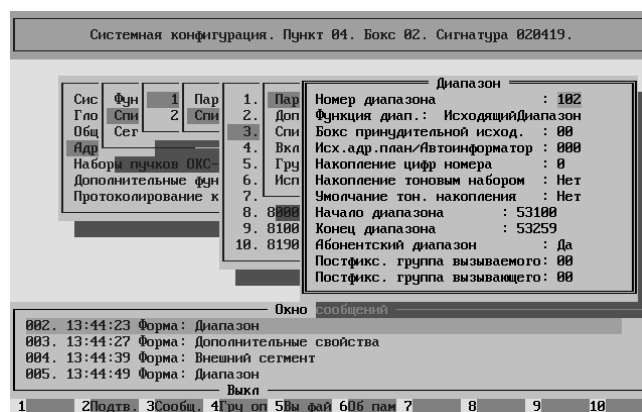 Системная конфигурация. Пункт 04. Бокс 02. Сигнатура 020419.
Сис
Гло
Общ
Адр
Наборы пучков ОКС-
Дополнительные фун
Протоколирование к
Фун
Спи
Сег
1
2
Пар
Спи
1.
2.
3.
4.
5.
6.
7.
8. 8000
9. 8100
10. 8190
Пар
Доп
Спи
Вкл
Гру
Исп
Диапазон
Номер диапазона : 102
Функция диап.: ИсходящийДиапазон
Бокс принудительной исход. : 00
Исх.адр.план/Автоинформатор : 000
Накопление цифр номера : 0
Накопление тоновым набором : Нет
Умолчание тон. накопления : Нет
Начало диапазона : 53100
Конец диапазона : 53259
Абонентский диапазон : Да
Постфикс. группа вызываемого: 00
Постфикс. группа вызывающего: 00
Окно сообщений
002. 13:44:23 Форма: Диапазон
003. 13:44:27 Форма: Дополнительные свойства
004. 13:44:39 Форма: Внешний сегмент
005. 13:44:49 Форма: Диапазон
Выкл
1 2Подтв. 3Сообщ. 4Гру оп 5Вы фай 6Об пам 7 8 9 10